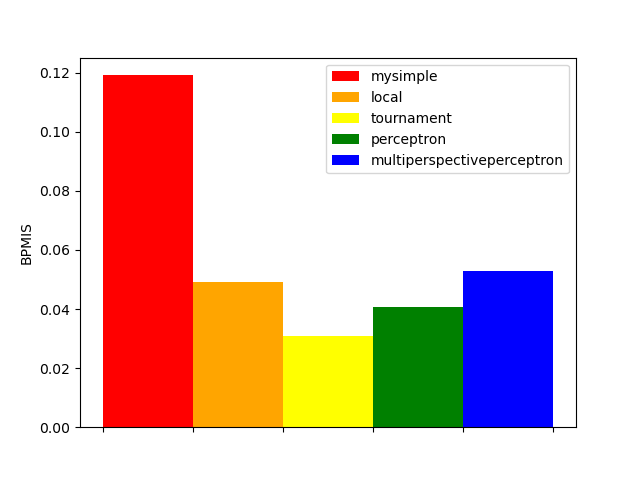 0.12
0.10
0.08
0.06
0.04
0.02
0.00
BPMIS
mysimple
local
tournament
perceptron
multiperspectiveperceptron